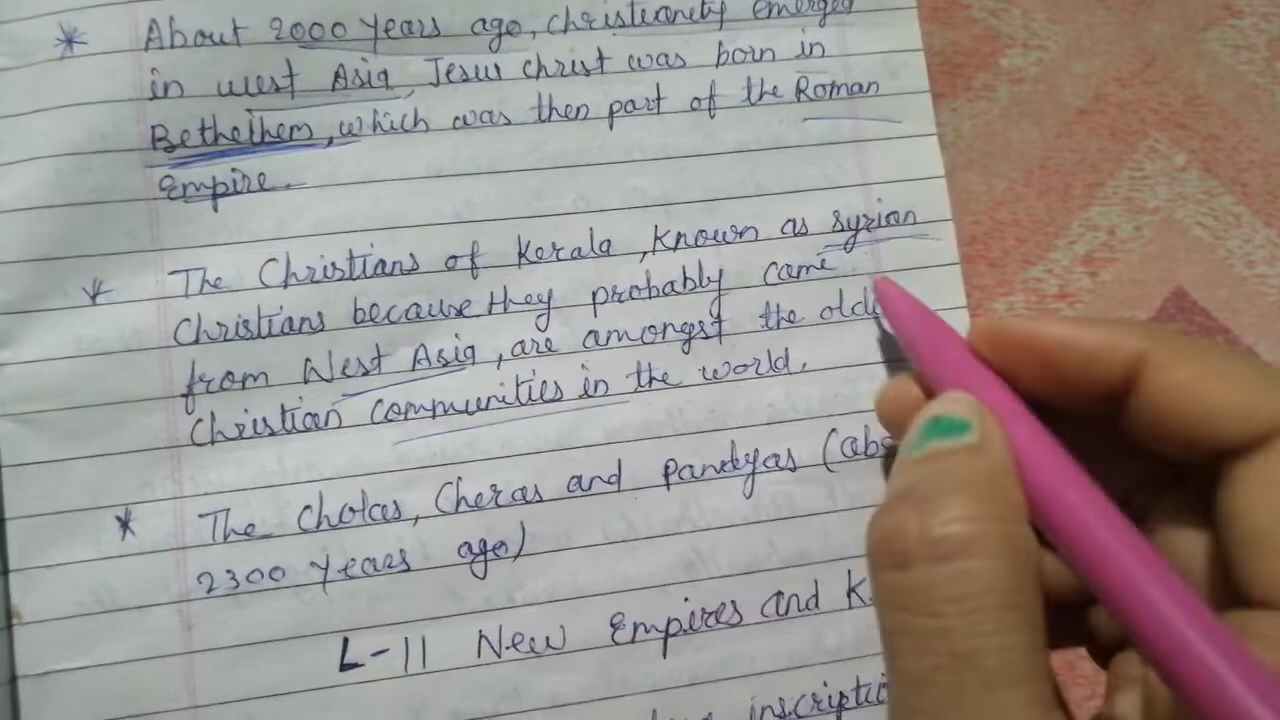 * About 2000 years ago, christianity emerged
in west Asia, Jesus christ was born in
Bethelhem, which was then part of the Roman
Empire.
* The Christians of Kerala, known as syrian
Christians because they probably came
from West Asia, are amongst the
Christian communities in the world.
* The Cholas, Cheras and Pandyas
2300 years ago)
L-11 New Empires and